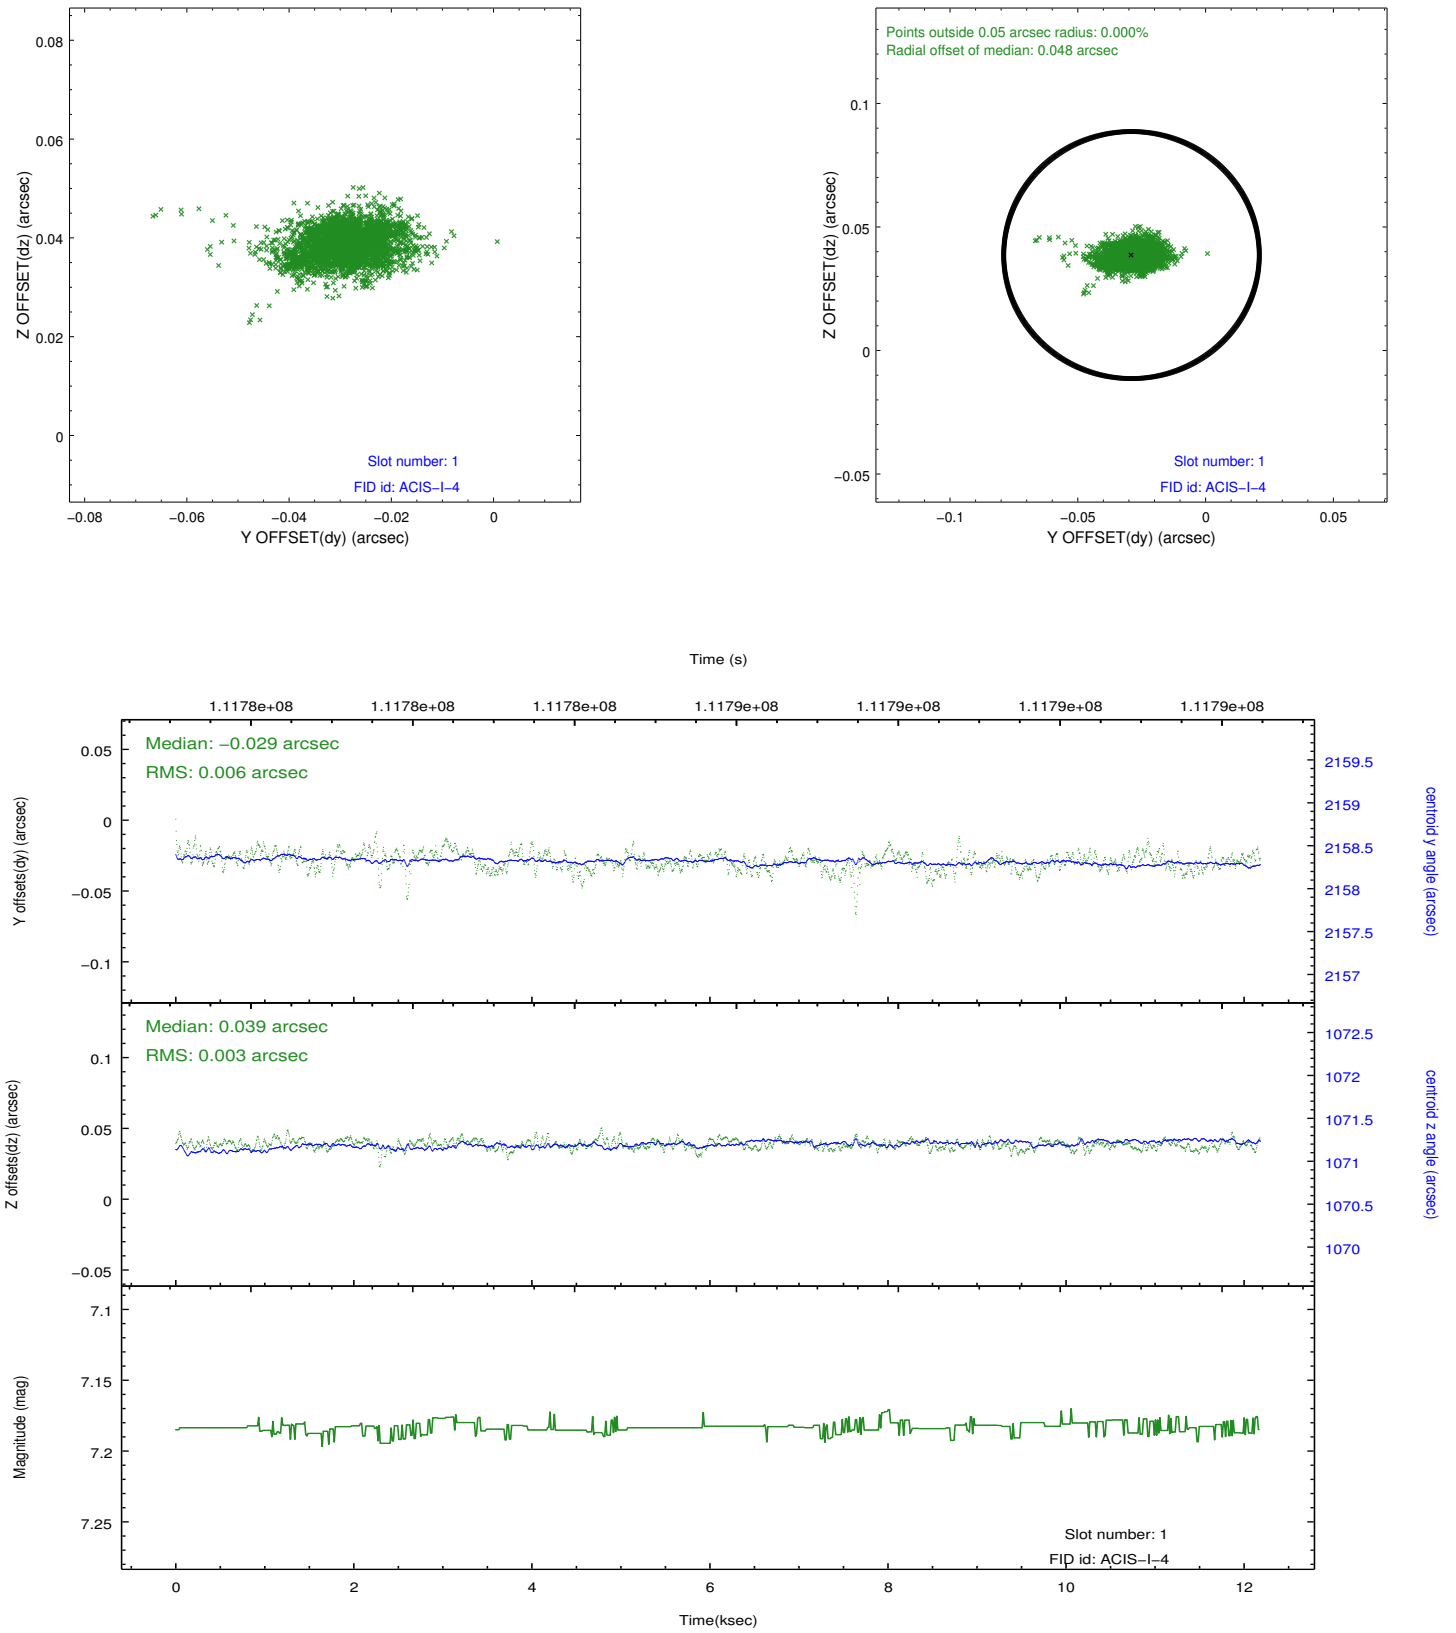 0.08
0.06
0.04
0.02
0
Z OFFSET(dz) (arcsec)
Slot number: 1
FID id: ACIS−I−4
−0.08
−0.06
−0.04
−0.02
0
Y OFFSET(dy) (arcsec)
Points outside 0.05 arcsec radius: 0.000%
Radial offset of median: 0.048 arcsec
0.1
0.05
0
−0.05
Z OFFSET(dz) (arcsec)
Slot number: 1
FID id: ACIS−I−4
−0.1
−0.05
0
0.05
Y OFFSET(dy) (arcsec)
Time (s)
1.1178e+08
1.1178e+08
1.1178e+08
1.1179e+08
1.1179e+08
1.1179e+08
1.1179e+08
Median: −0.029 arcsec
RMS: 0.006 arcsec
0.05
0
−0.05
−0.1
Y offsets(dy) (arcsec)
2159.5
2159
2158.5
2158
2157.5
2157
centroid y angle (arcsec)
Median: 0.039 arcsec
RMS: 0.003 arcsec
0.1
0.05
0
−0.05
Z offsets(dz) (arcsec)
1072.5
1072
1071.5
1071
1070.5
1070
centroid z angle (arcsec)
7.1
7.15
7.2
7.25
Magnitude (mag)
Slot number: 1
FID id: ACIS−I−4
0
2
4
6
8
10
12
Time(ksec)